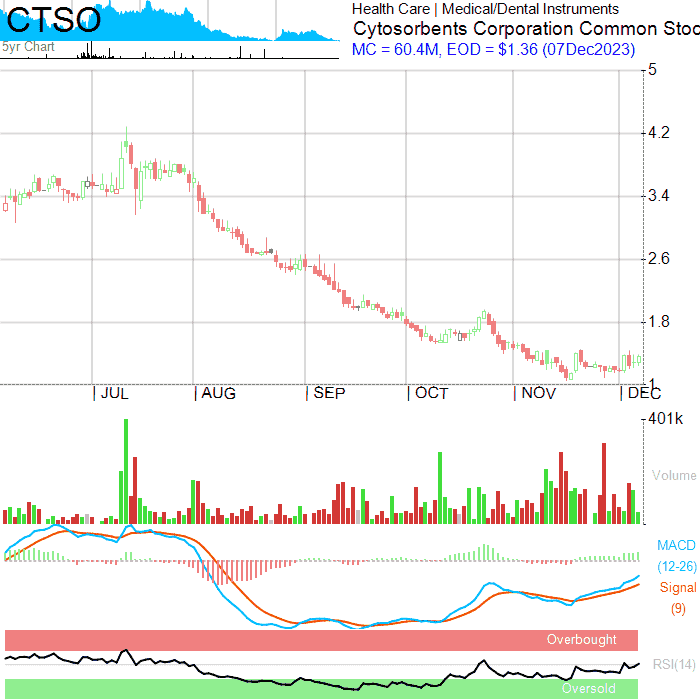 CTSO
5yr Chart
Health Care | Medical/Dental Instruments
Cytosorbents Corporation Common Stoc
MC = 60.4M, EOD = $1.36 (07Dec2023)
5
4.2
3.4
2.6
1.8
1
JUL AUG SEP OCT NOV DEC
401k
Volume
MACD
(12-26)
Signal
(9)
Overbought
RSI(14)
Oversold